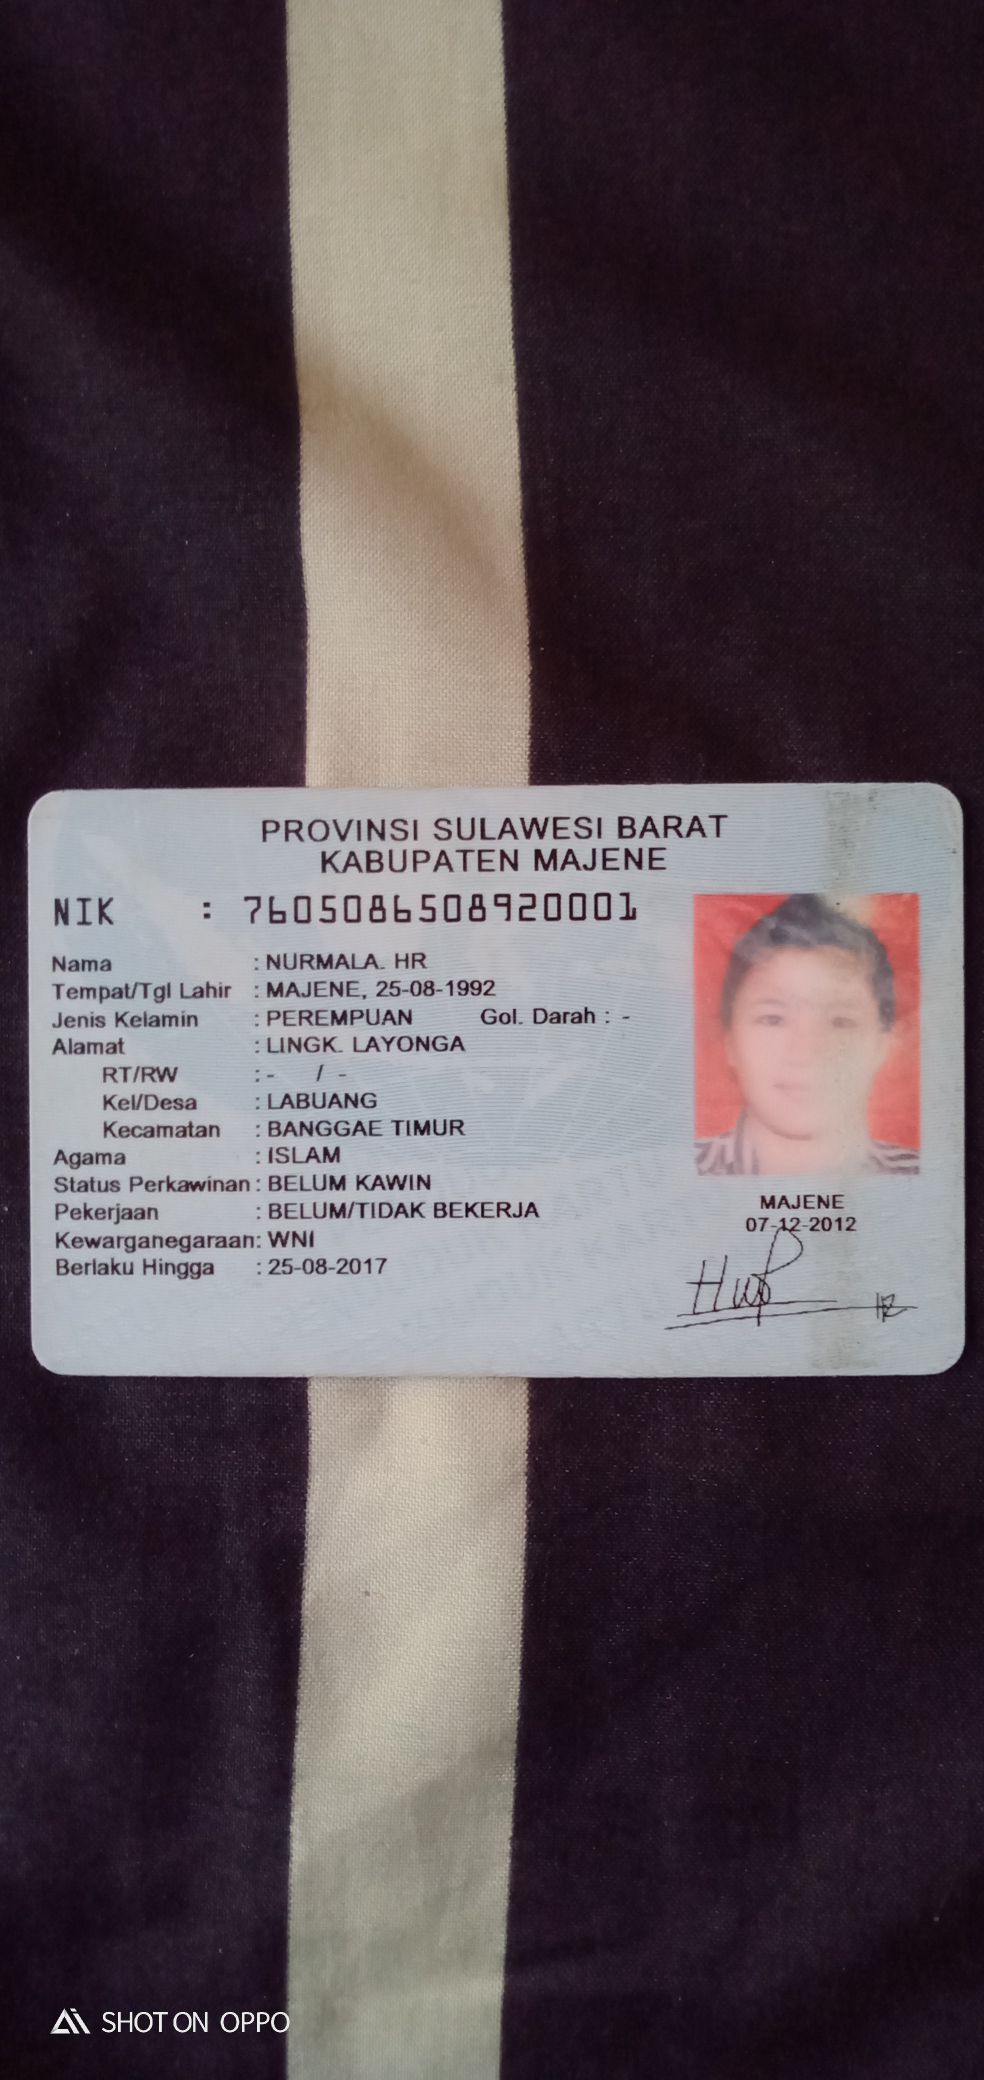 PROVINSI SULAWESI BARAT
KABUPATEN MAJENE
NIK : 7605086508920001
Nama : NURMALA. HR
Tempat/Tgl Lahir : MAJENE, 25-08-1992
Jenis Kelamin : PEREMPUAN Gol. Darah : -
Alamat : LINGK. LAYONGA
RT/RW : - / -
Kel/Desa : LABUANG
Kecamatan : BANGGAE TIMUR
Agama : ISLAM
Status Perkawinan : BELUM KAWIN
Pekerjaan : BELUM/TIDAK BEKERJA
Kewarganegaraan: WNI
Berlaku Hingga : 25-08-2017
MAJENE
07-12-2012
SHOT ON OPPO